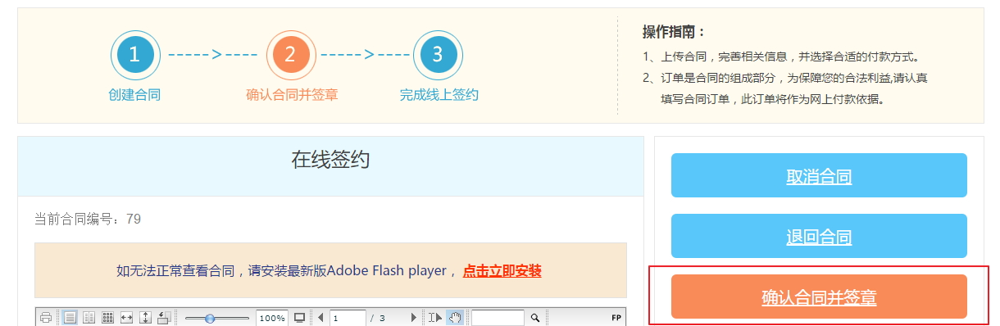 1
2
3
创建合同
确认合同并签章
完成线上签约
操作指南：
1、上传合同，完善相关信息，并选择合适的付款方式。
2、订单是合同的组成部分，为保障您的合法利益,请认真
填写合同订单，此订单将作为网上付款依据。
在线签约
当前合同编号：79
如无法正常查看合同，请安装最新版Adobe Flash player， 点击立即安装
100% 1 / 3 FP
取消合同
退回合同
确认合同并签章